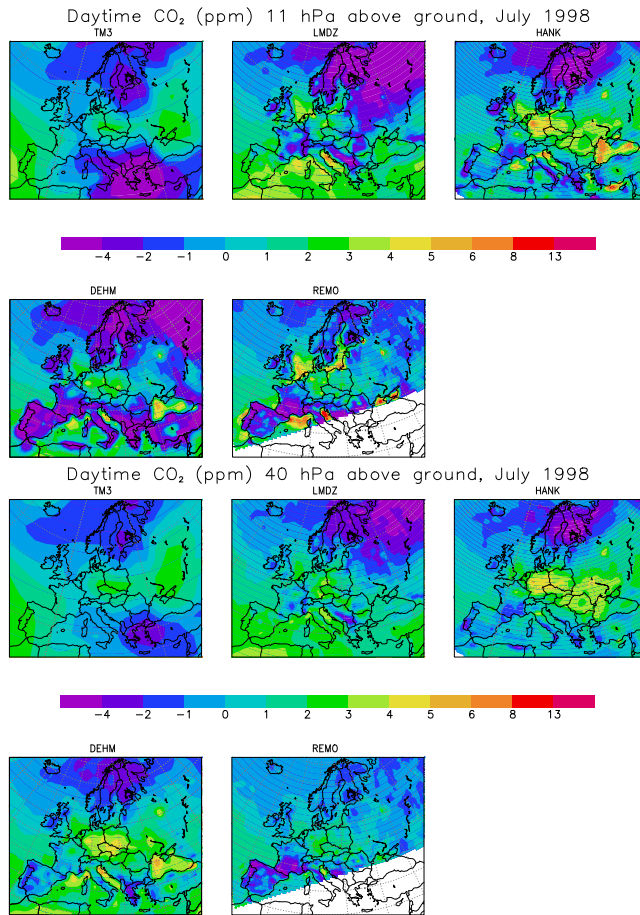 Daytime CO₂ (ppm) 11 hPa above ground, July 1998
TM3 LMDZ HANK
-4 -2 -1 0 1 2 3 4 5 6 8 13
DEHM REMO
Daytime CO₂ (ppm) 40 hPa above ground, July 1998
TM3 LMDZ HANK
-4 -2 -1 0 1 2 3 4 5 6 8 13
DEHM REMO